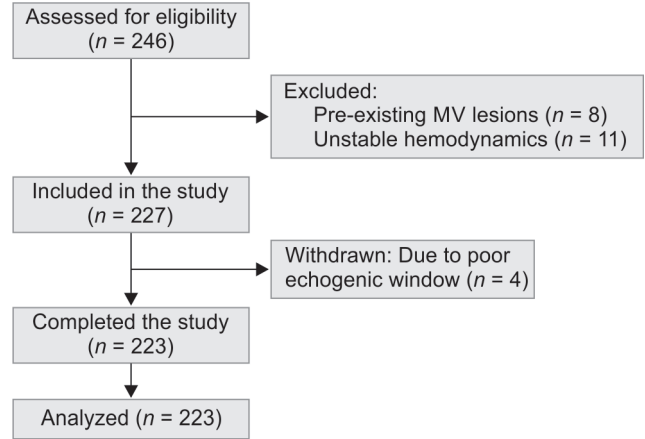 Assessed for eligibility
(n = 246)
Excluded:
Pre-existing MV lesions (n = 8)
Unstable hemodynamics (n = 11)
Included in the study
(n = 227)
Withdrawn: Due to poor
echogenic window (n = 4)
Completed the study
(n = 223)
Analyzed (n = 223)